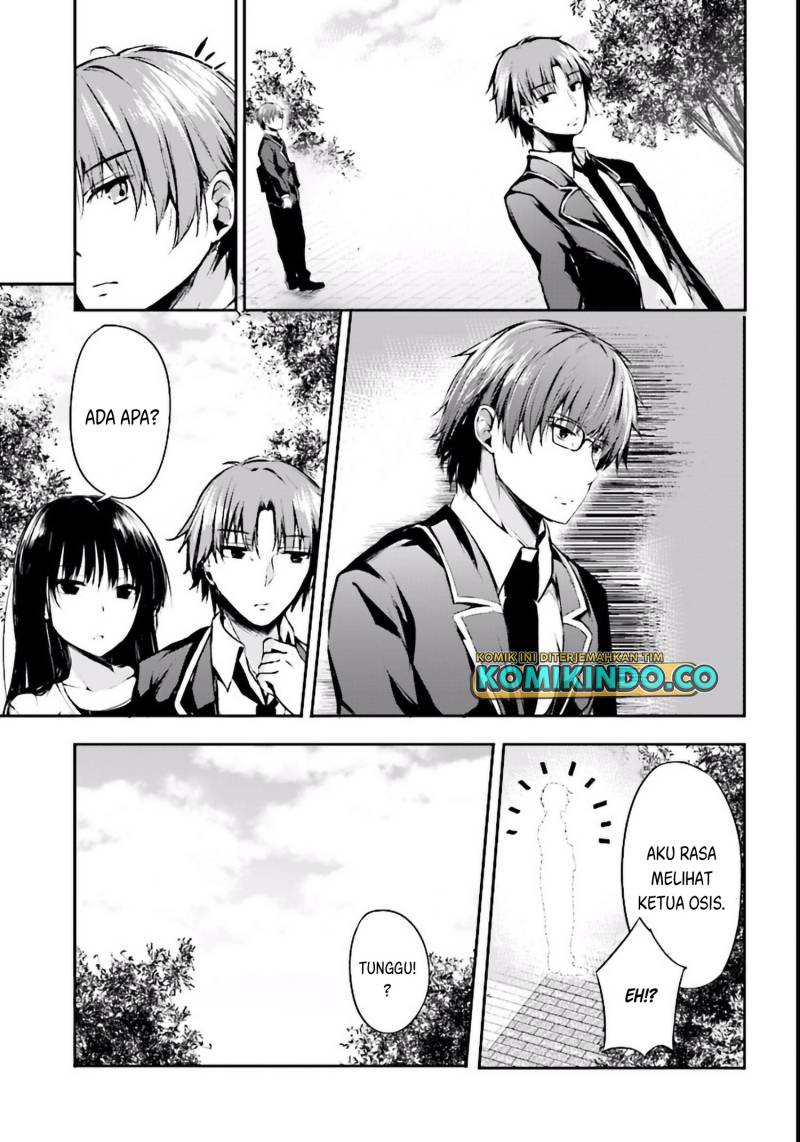 ADA APA?
KOMIK INI DITERJEMAHKAN TIM
KOMIKINDO.CO
AKU RASA
MELIHAT
KETUA OSIS.
EH!?
TUNGGU!
?